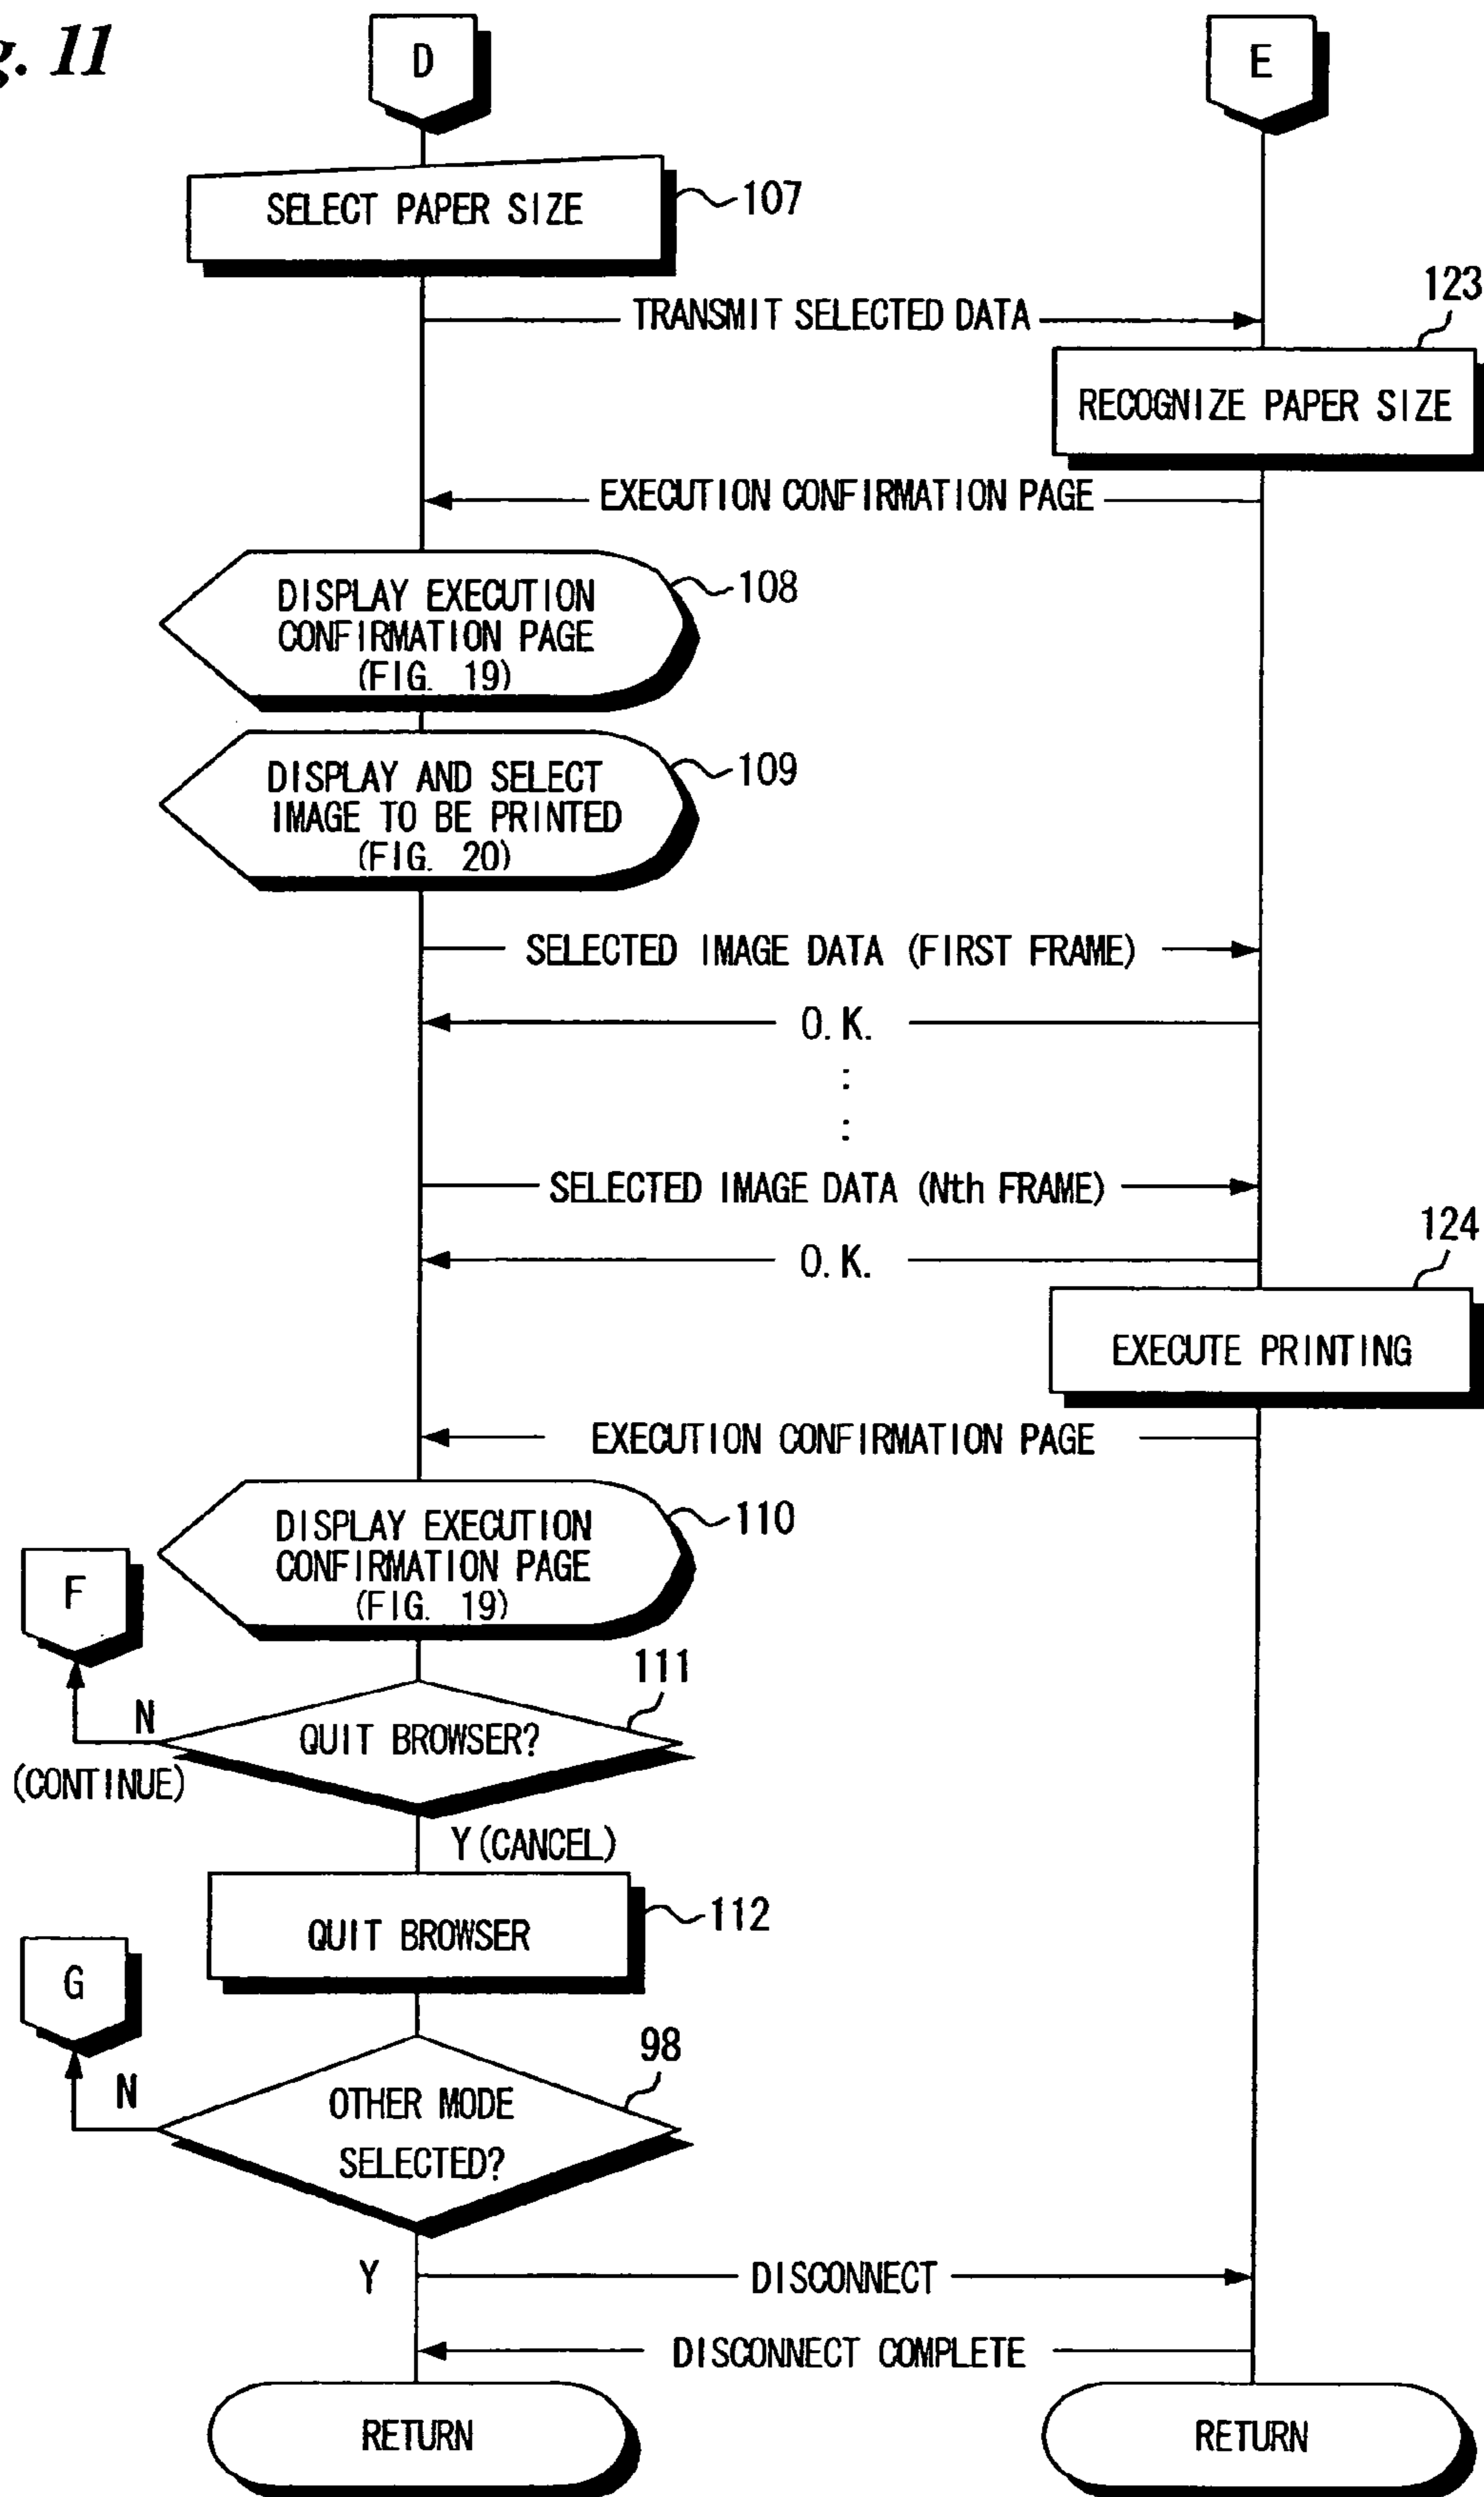 g. 11
D
E
SELECT PAPER SIZE
107
TRANSMIT SELECTED DATA
123
RECOGNIZE PAPER SIZE
EXECUTION CONFIRMATION PAGE
DISPLAY EXECUTION
CONFIRMATION PAGE
(FIG. 19)
108
DISPLAY AND SELECT
IMAGE TO BE PRINTED
(FIG. 20)
109
SELECTED IMAGE DATA (FIRST FRAME)
O.K.
:
:
SELECTED IMAGE DATA (Nth FRAME)
O.K.
124
EXECUTE PRINTING
EXECUTION CONFIRMATION PAGE
DISPLAY EXECUTION
CONFIRMATION PAGE
(FIG. 19)
110
F
111
N
QUIT BROWSER?
(CONTINUE)
Y(CANCEL)
QUIT BROWSER
112
G
98
N
OTHER MODE
SELECTED?
Y
DISCONNECT
DISCONNECT COMPLETE
RETURN
RETURN